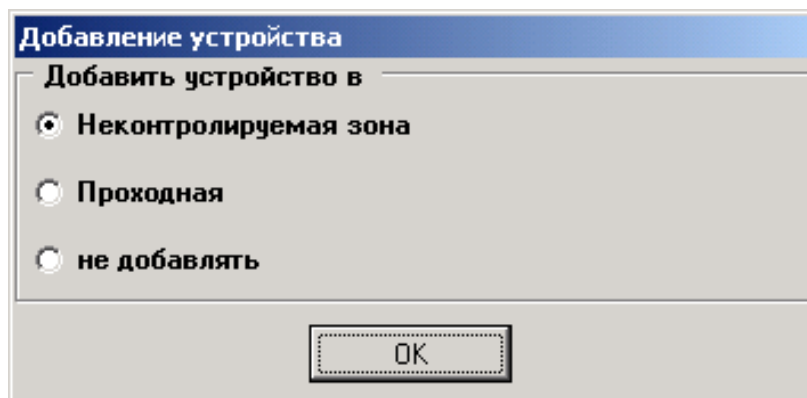 Добавление устройства
Добавить устройство в
Неконтролируемая зона
Проходная
не добавлять
OK